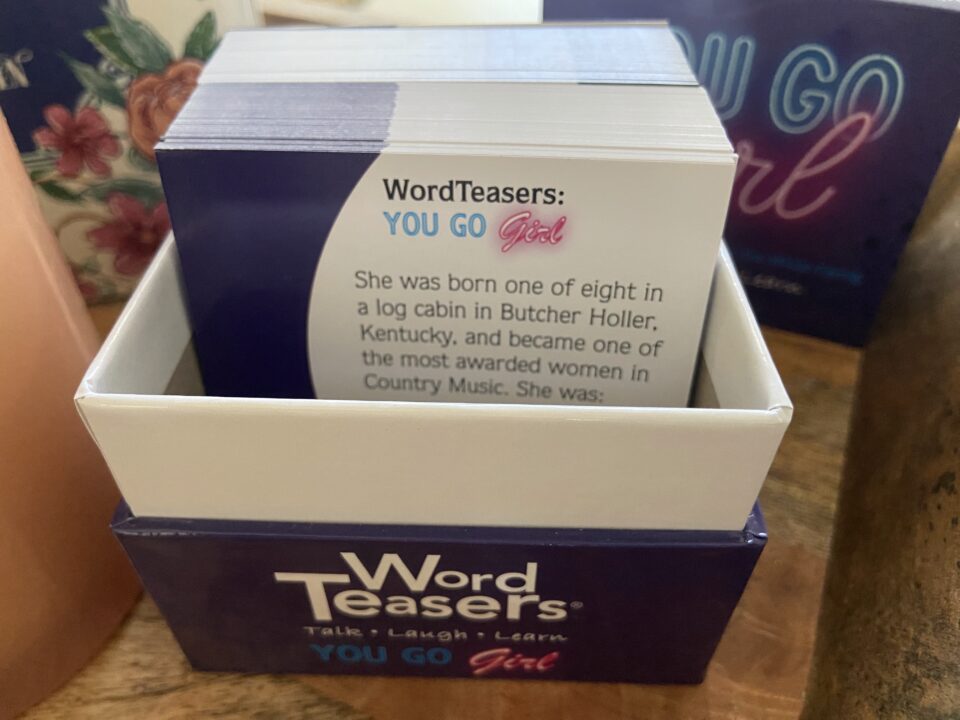 YOU GO
Girl
WordTeasers:
YOU GO Girl
She was born one of eight in
a log cabin in Butcher Holler,
Kentucky, and became one of
the most awarded women in
Country Music. She was:
Word
Teasers®
Talk • Laugh • Learn
YOU GO Girl